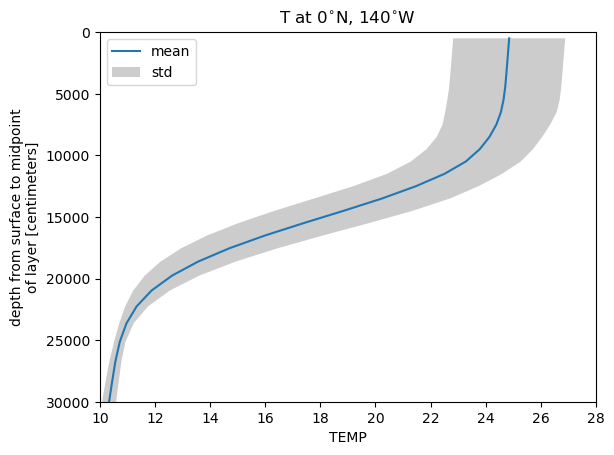 T at 0°N, 140°W
mean
std
0
5000
10000
15000
20000
25000
30000
depth from surface to midpoint
of layer [centimeters]
10 12 14 16 18 20 22 24 26 28
TEMP